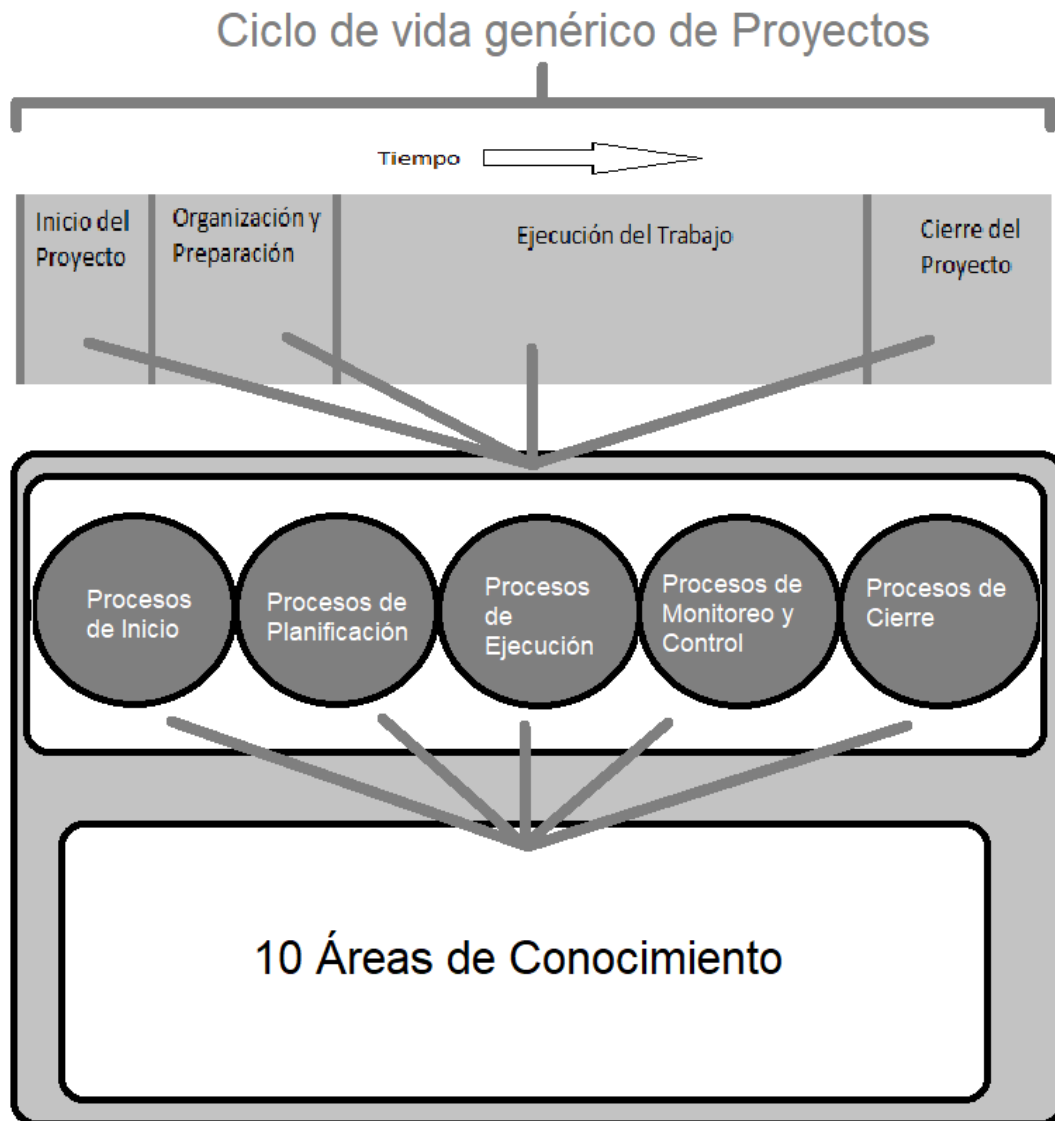 Ciclo de vida genérico de Proyectos
Tiempo
Inicio del
Proyecto
Organización y
Preparación
Ejecución del Trabajo
Cierre del
Proyecto
Procesos
de Inicio
Procesos de
Planificación
Procesos
de
Ejecución
Procesos de
Monitoreo y
Control
Procesos de
Cierre
10 Áreas de Conocimiento